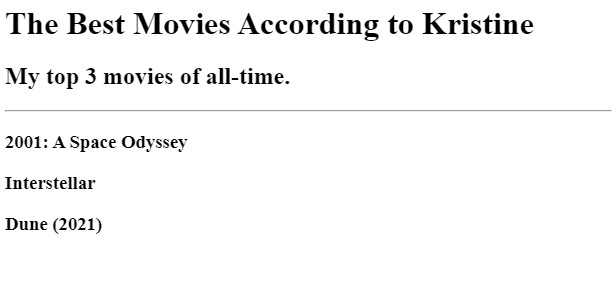 The Best Movies According to Kristine
My top 3 movies of all-time.
2001: A Space Odyssey
Interstellar
Dune (2021)